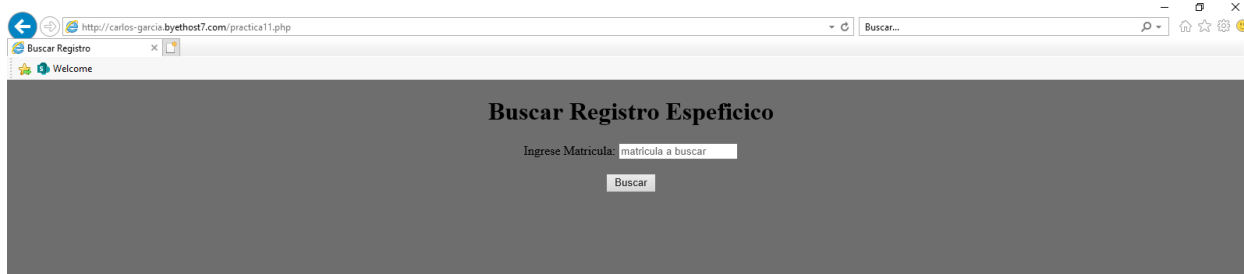 http://carlos-garcia.byethost7.com/practica11.php
Buscar...
Buscar Registro
Welcome
Buscar Registro Espeficico
Ingrese Matricula: matricula a buscar
Buscar